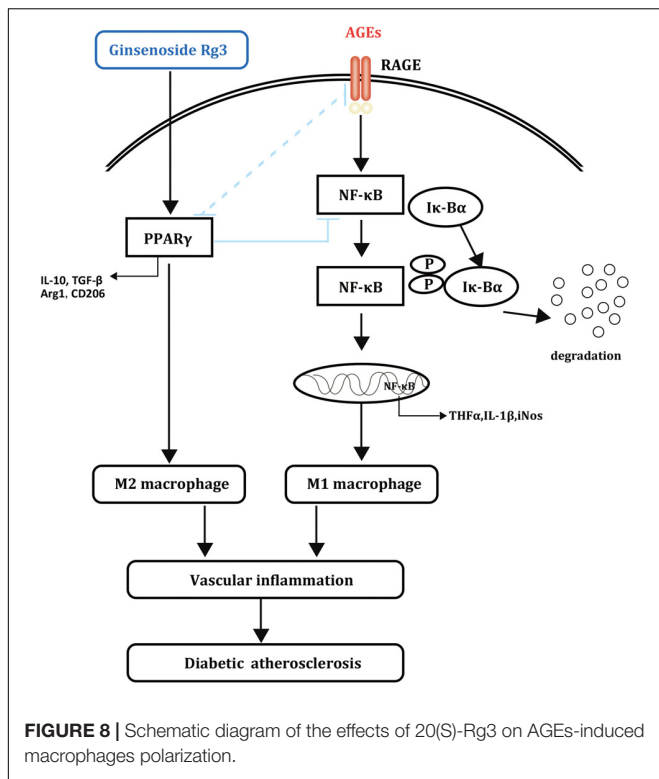 AGEs
Ginsenoside Rg3
RAGE
NF-κB
Iκ-Bα
PPARγ
IL-10, TGF-β
Arg1, CD206
NF-κB
P
P
Iκ-Bα
degradation
NF-κB
THFα,IL-1β,iNos
M2 macrophage
M1 macrophage
Vascular inflammation
Diabetic atherosclerosis
FIGURE 8 | Schematic diagram of the effects of 20(S)-Rg3 on AGEs-induced
macrophages polarization.